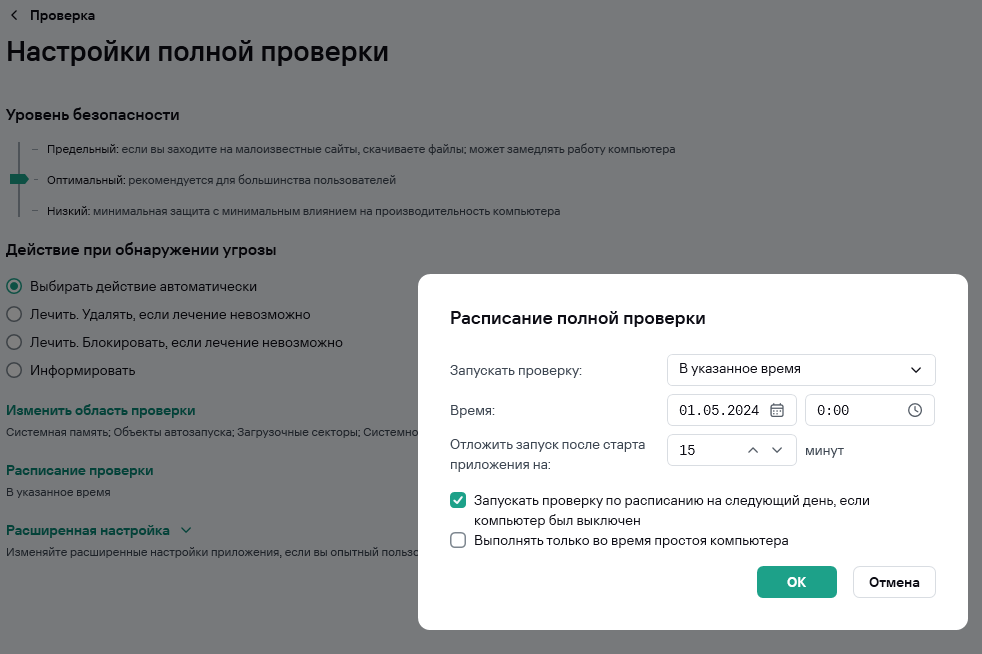 Проверка
Настройки полной проверки
Уровень безопасности
Предельный: если вы заходите на малоизвестные сайты, скачиваете файлы; может замедлять работу компьютера
Оптимальный: рекомендуется для большинства пользователей
Низкий: минимальная защита с минимальным влиянием на производительность компьютера
Действие при обнаружении угрозы
Выбирать действие автоматически
Лечить. Удалять, если лечение невозможно
Лечить. Блокировать, если лечение невозможно
Информировать
Изменить область проверки
Системная память; Объекты автозапуска; Загрузочные секторы; Системно
Расписание проверки
В указанное время
Расширенная настройка
Изменяйте расширенные настройки приложения, если вы опытный пользо
Расписание полной проверки
Запускать проверку:
В указанное время
Время:
01.05.2024
0:00
Отложить запуск после старта
приложения на:
15
минут
Запускать проверку по расписанию на следующий день, если
компьютер был выключен
Выполнять только во время простоя компьютера
ОК
Отмена